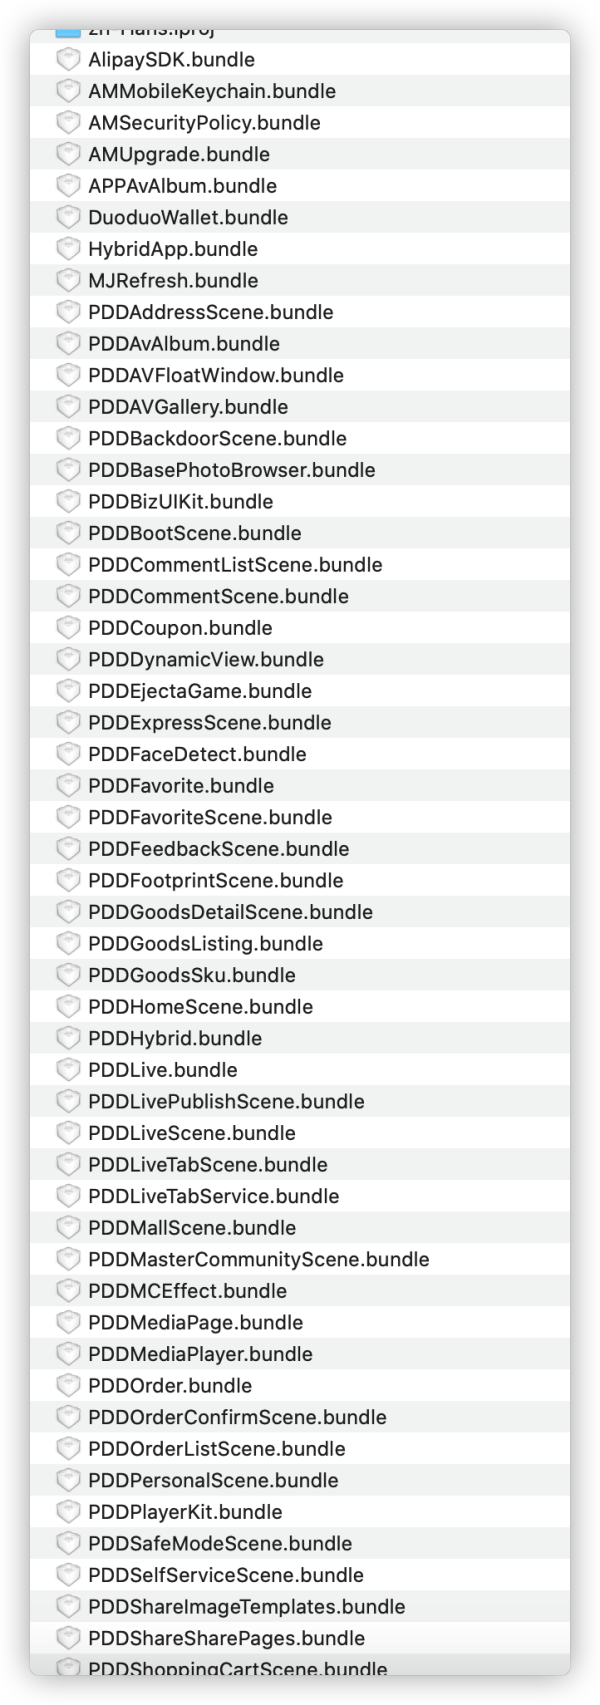 zh-Hans.lproj
AlipaySDK.bundle
AMMobileKeychain.bundle
AMSecurityPolicy.bundle
AMUpgrade.bundle
APPAvAlbum.bundle
DuoduoWallet.bundle
HybridApp.bundle
MJRefresh.bundle
PDDAddressScene.bundle
PDDAvAlbum.bundle
PDDAVFloatWindow.bundle
PDDAVGallery.bundle
PDDBackdoorScene.bundle
PDDBasePhotoBrowser.bundle
PDDBizUIKit.bundle
PDDBootScene.bundle
PDDCommentListScene.bundle
PDDCommentScene.bundle
PDDCoupon.bundle
PDDDynamicView.bundle
PDDEjectaGame.bundle
PDDExpressScene.bundle
PDDFaceDetect.bundle
PDDFavorite.bundle
PDDFavoriteScene.bundle
PDDFeedbackScene.bundle
PDDFootprintScene.bundle
PDDGoodsDetailScene.bundle
PDDGoodsListing.bundle
PDDGoodsSku.bundle
PDDHomeScene.bundle
PDDHybrid.bundle
PDDLive.bundle
PDDLivePublishScene.bundle
PDDLiveScene.bundle
PDDLiveTabScene.bundle
PDDLiveTabService.bundle
PDDMallScene.bundle
PDDMasterCommunityScene.bundle
PDDMCEffect.bundle
PDDMediaPage.bundle
PDDMediaPlayer.bundle
PDDOrder.bundle
PDDOrderConfirmScene.bundle
PDDOrderListScene.bundle
PDDPersonalScene.bundle
PDDPlayerKit.bundle
PDDSafeModeScene.bundle
PDDSelfServiceScene.bundle
PDDShareImageTemplates.bundle
PDDShareSharePages.bundle
PDDShoppingCartScene.bundle